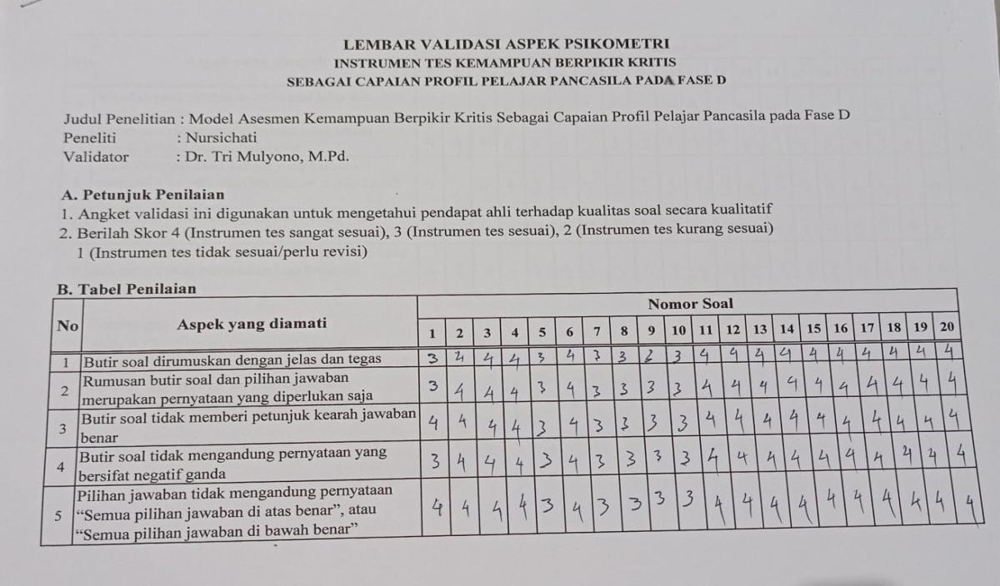 LEMBAR VALIDASI ASPEK PSIKOMETRI
INSTRUMEN TES KEMAMPUAN BERPIKIR KRITIS
SEBAGAI CAPAIAN PROFIL PELAJAR PANCASILA PADA FASE D
Judul Penelitian : Model Asesmen Kemampuan Berpikir Kritis Sebagai Capaian Profil Pelajar Pancasila pada Fase D
Peneliti : Nursichati
Validator : Dr. Tri Mulyono, M.Pd.
A. Petunjuk Penilaian
1. Angket validasi ini digunakan untuk mengetahui pendapat ahli terhadap kualitas soal secara kualitatif
2. Berilah Skor 4 (Instrumen tes sangat sesuai), 3 (Instrumen tes sesuai), 2 (Instrumen tes kurang sesuai)
1 (Instrumen tes tidak sesuai/perlu revisi)
B. Tabel Penilaian
No Aspek yang diamati Nomor Soal
1 2 3 4 5 6 7 8 9 10 11 12 13 14 15 16 17 18 19 20
1 Butir soal dirumuskan dengan jelas dan tegas 3 4 4 4 3 4 3 3 3 3 4 4 4 4 4 4 4 4 4 4
2 Rumusan butir soal dan pilihan jawaban
merupakan pernyataan yang diperlukan saja 3 4 4 4 3 4 3 3 3 3 4 4 4 4 4 4 4 4 4 4
3 Butir soal tidak memberi petunjuk kearah jawaban
benar 4 4 4 4 3 4 3 3 3 3 4 4 4 4 4 4 4 4 4 4
4 Butir soal tidak mengandung pernyataan yang
bersifat negatif ganda 3 4 4 4 3 4 3 3 3 3 4 4 4 4 4 4 4 4 4 4
5 Pilihan jawaban tidak mengandung pernyataan
“Semua pilihan jawaban di atas benar”, atau
“Semua pilihan jawaban di bawah benar” 4 4 4 4 3 4 3 3 3 3 4 4 4 4 4 4 4 4 4 4